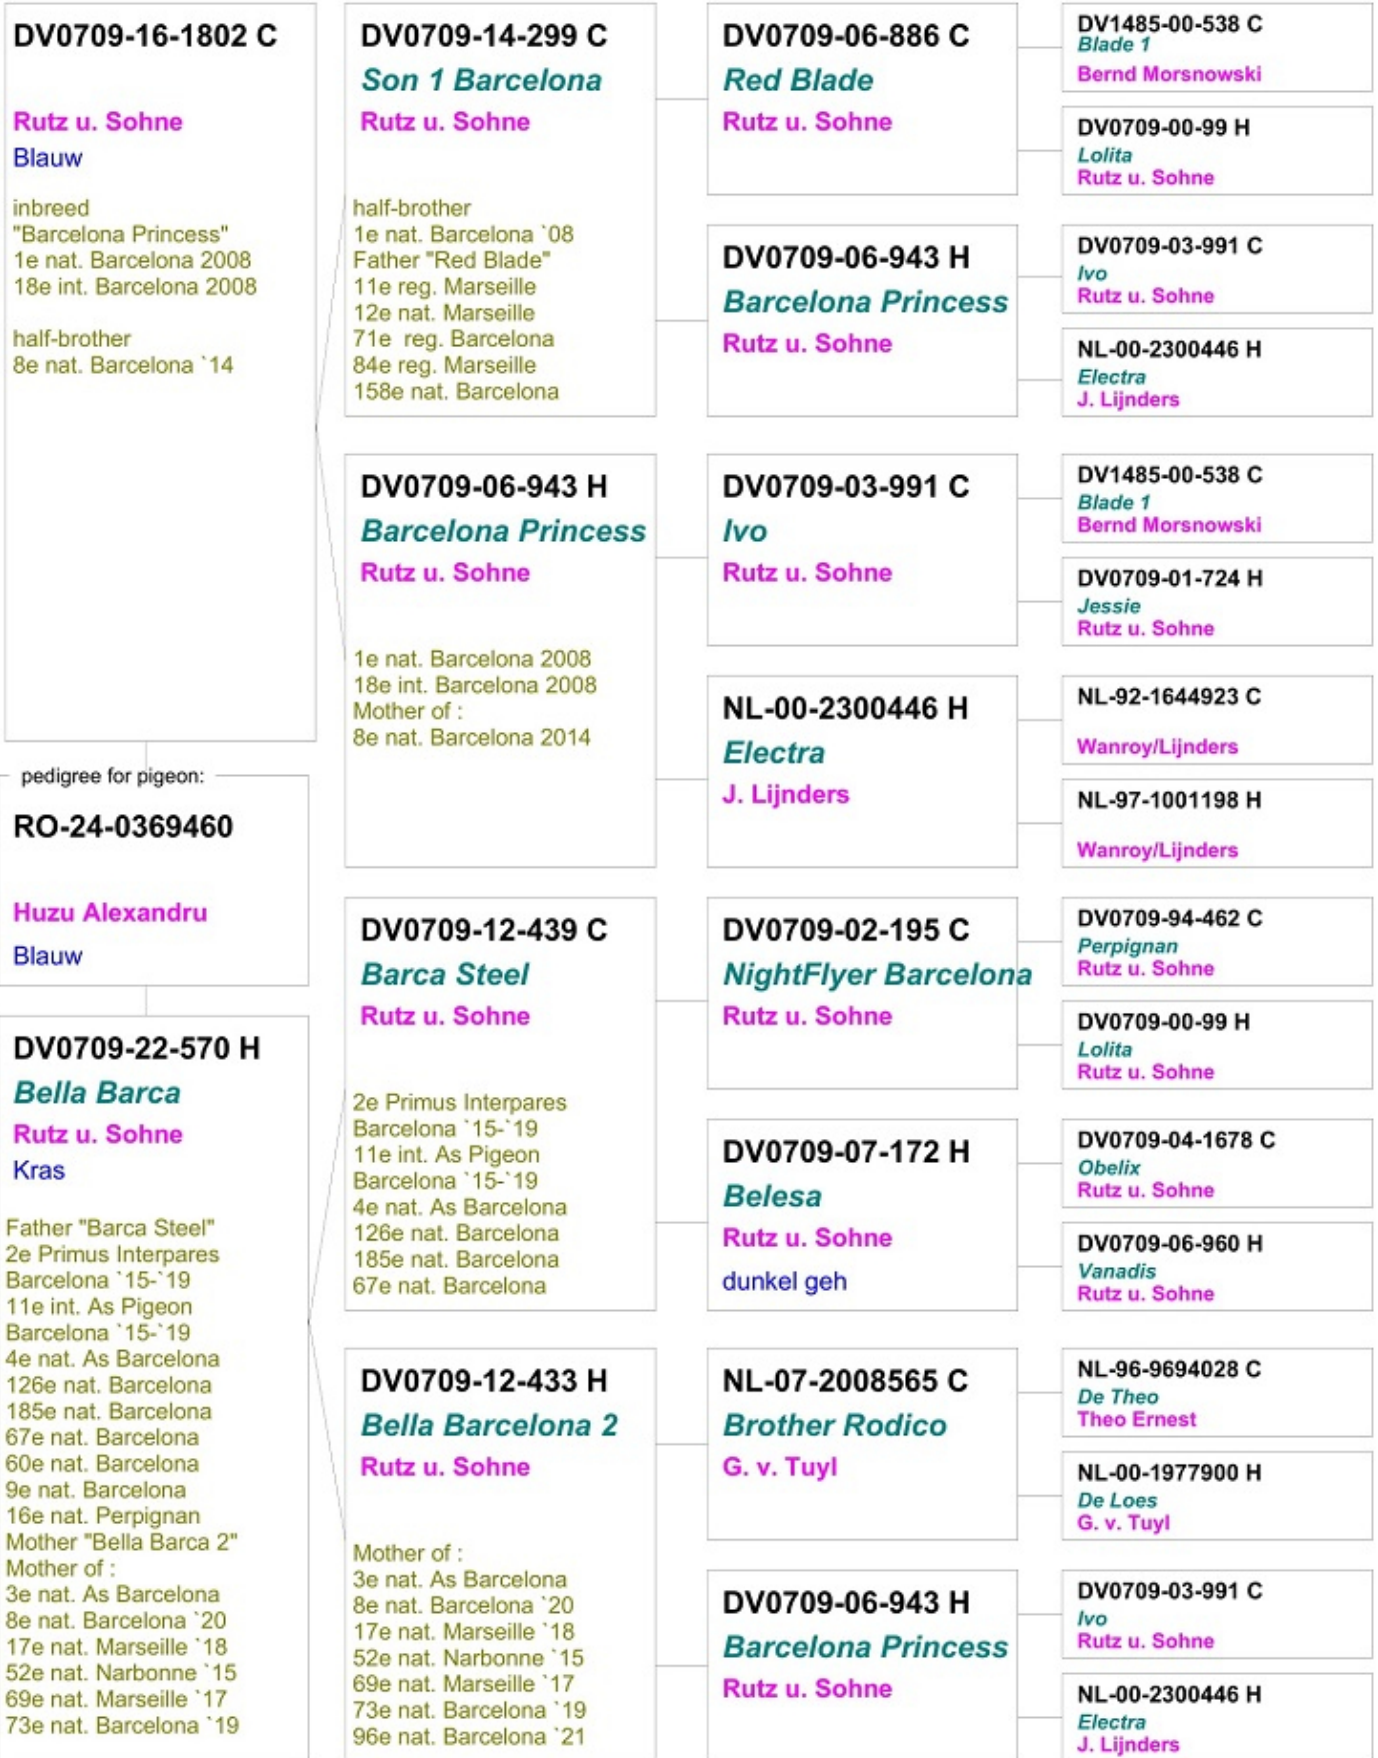 DV0709-16-1802 C
Rutz u. Sohne
Blauw
inbreed
"Barcelona Princess"
1e nat. Barcelona 2008
18e int. Barcelona 2008
half-brother
8e nat. Barcelona `14
pedigree for pigeon:
RO-24-0369460
Huzu Alexandru
Blauw
DV0709-22-570 H
Bella Barca
Rutz u. Sohne
Kras
Father "Barca Steel"
2e Primus Interpares
Barcelona `15-`19
11e int. As Pigeon
Barcelona `15-`19
4e nat. As Barcelona
126e nat. Barcelona
185e nat. Barcelona
67e nat. Barcelona
60e nat. Barcelona
9e nat. Barcelona
16e nat. Perpignan
Mother "Bella Barca 2"
Mother of :
3e nat. As Barcelona
8e nat. Barcelona `20
17e nat. Marseille `18
52e nat. Narbonne `15
69e nat. Marseille `17
73e nat. Barcelona `19
DV0709-14-299 C
Son 1 Barcelona
Rutz u. Sohne
half-brother
1e nat. Barcelona `08
Father "Red Blade"
11e reg. Marseille
12e nat. Marseille
71e  reg. Barcelona
84e reg. Marseille
158e nat. Barcelona
DV0709-06-943 H
Barcelona Princess
Rutz u. Sohne
1e nat. Barcelona 2008
18e int. Barcelona 2008
Mother of :
8e nat. Barcelona 2014
DV0709-12-439 C
Barca Steel
Rutz u. Sohne
2e Primus Interpares
Barcelona `15-`19
11e int. As Pigeon
Barcelona `15-`19
4e nat. As Barcelona
126e nat. Barcelona
185e nat. Barcelona
67e nat. Barcelona
DV0709-12-433 H
Bella Barcelona 2
Rutz u. Sohne
Mother of :
3e nat. As Barcelona
8e nat. Barcelona `20
17e nat. Marseille `18
52e nat. Narbonne `15
69e nat. Marseille `17
73e nat. Barcelona `19
96e nat. Barcelona `21
DV0709-06-886 C
Red Blade
Rutz u. Sohne
DV0709-06-943 H
Barcelona Princess
Rutz u. Sohne
DV0709-03-991 C
Ivo
Rutz u. Sohne
NL-00-2300446 H
Electra
J. Lijnders
DV0709-02-195 C
NightFlyer Barcelona
Rutz u. Sohne
DV0709-07-172 H
Belesa
Rutz u. Sohne
dunkel geh
NL-07-2008565 C
Brother Rodico
G. v. Tuyl
DV0709-06-943 H
Barcelona Princess
Rutz u. Sohne
DV1485-00-538 C
Blade 1
Bernd Morsnowski
DV0709-00-99 H
Lolita
Rutz u. Sohne
DV0709-03-991 C
Ivo
Rutz u. Sohne
NL-00-2300446 H
Electra
J. Lijnders
DV1485-00-538 C
Blade 1
Bernd Morsnowski
DV0709-01-724 H
Jessie
Rutz u. Sohne
NL-92-1644923 C
Wanroy/Lijnders
NL-97-1001198 H
Wanroy/Lijnders
DV0709-94-462 C
Perpignan
Rutz u. Sohne
DV0709-00-99 H
Lolita
Rutz u. Sohne
DV0709-04-1678 C
Obelix
Rutz u. Sohne
DV0709-06-960 H
Vanadis
Rutz u. Sohne
NL-96-9694028 C
De Theo
Theo Ernest
NL-00-1977900 H
De Loes
G. v. Tuyl
DV0709-03-991 C
Ivo
Rutz u. Sohne
NL-00-2300446 H
Electra
J. Lijnders